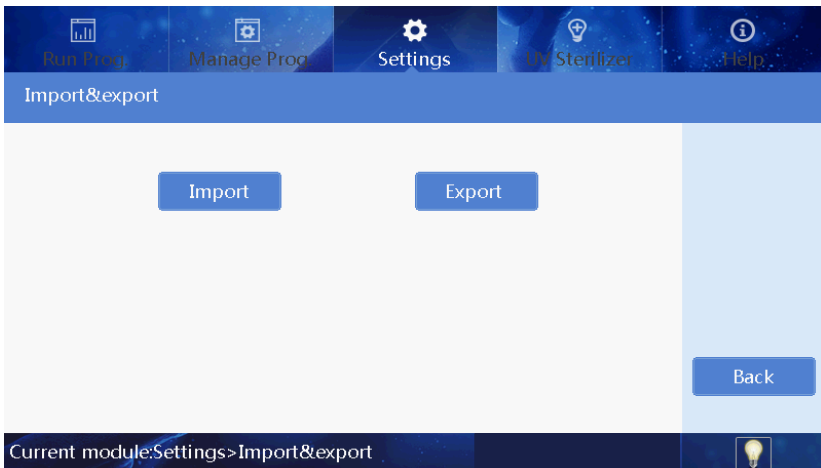 Run Prog.
Manage Prog.
Settings
UV Sterilizer
Help
Import&export
Import
Export
Back
Current module:Settings>Import&export